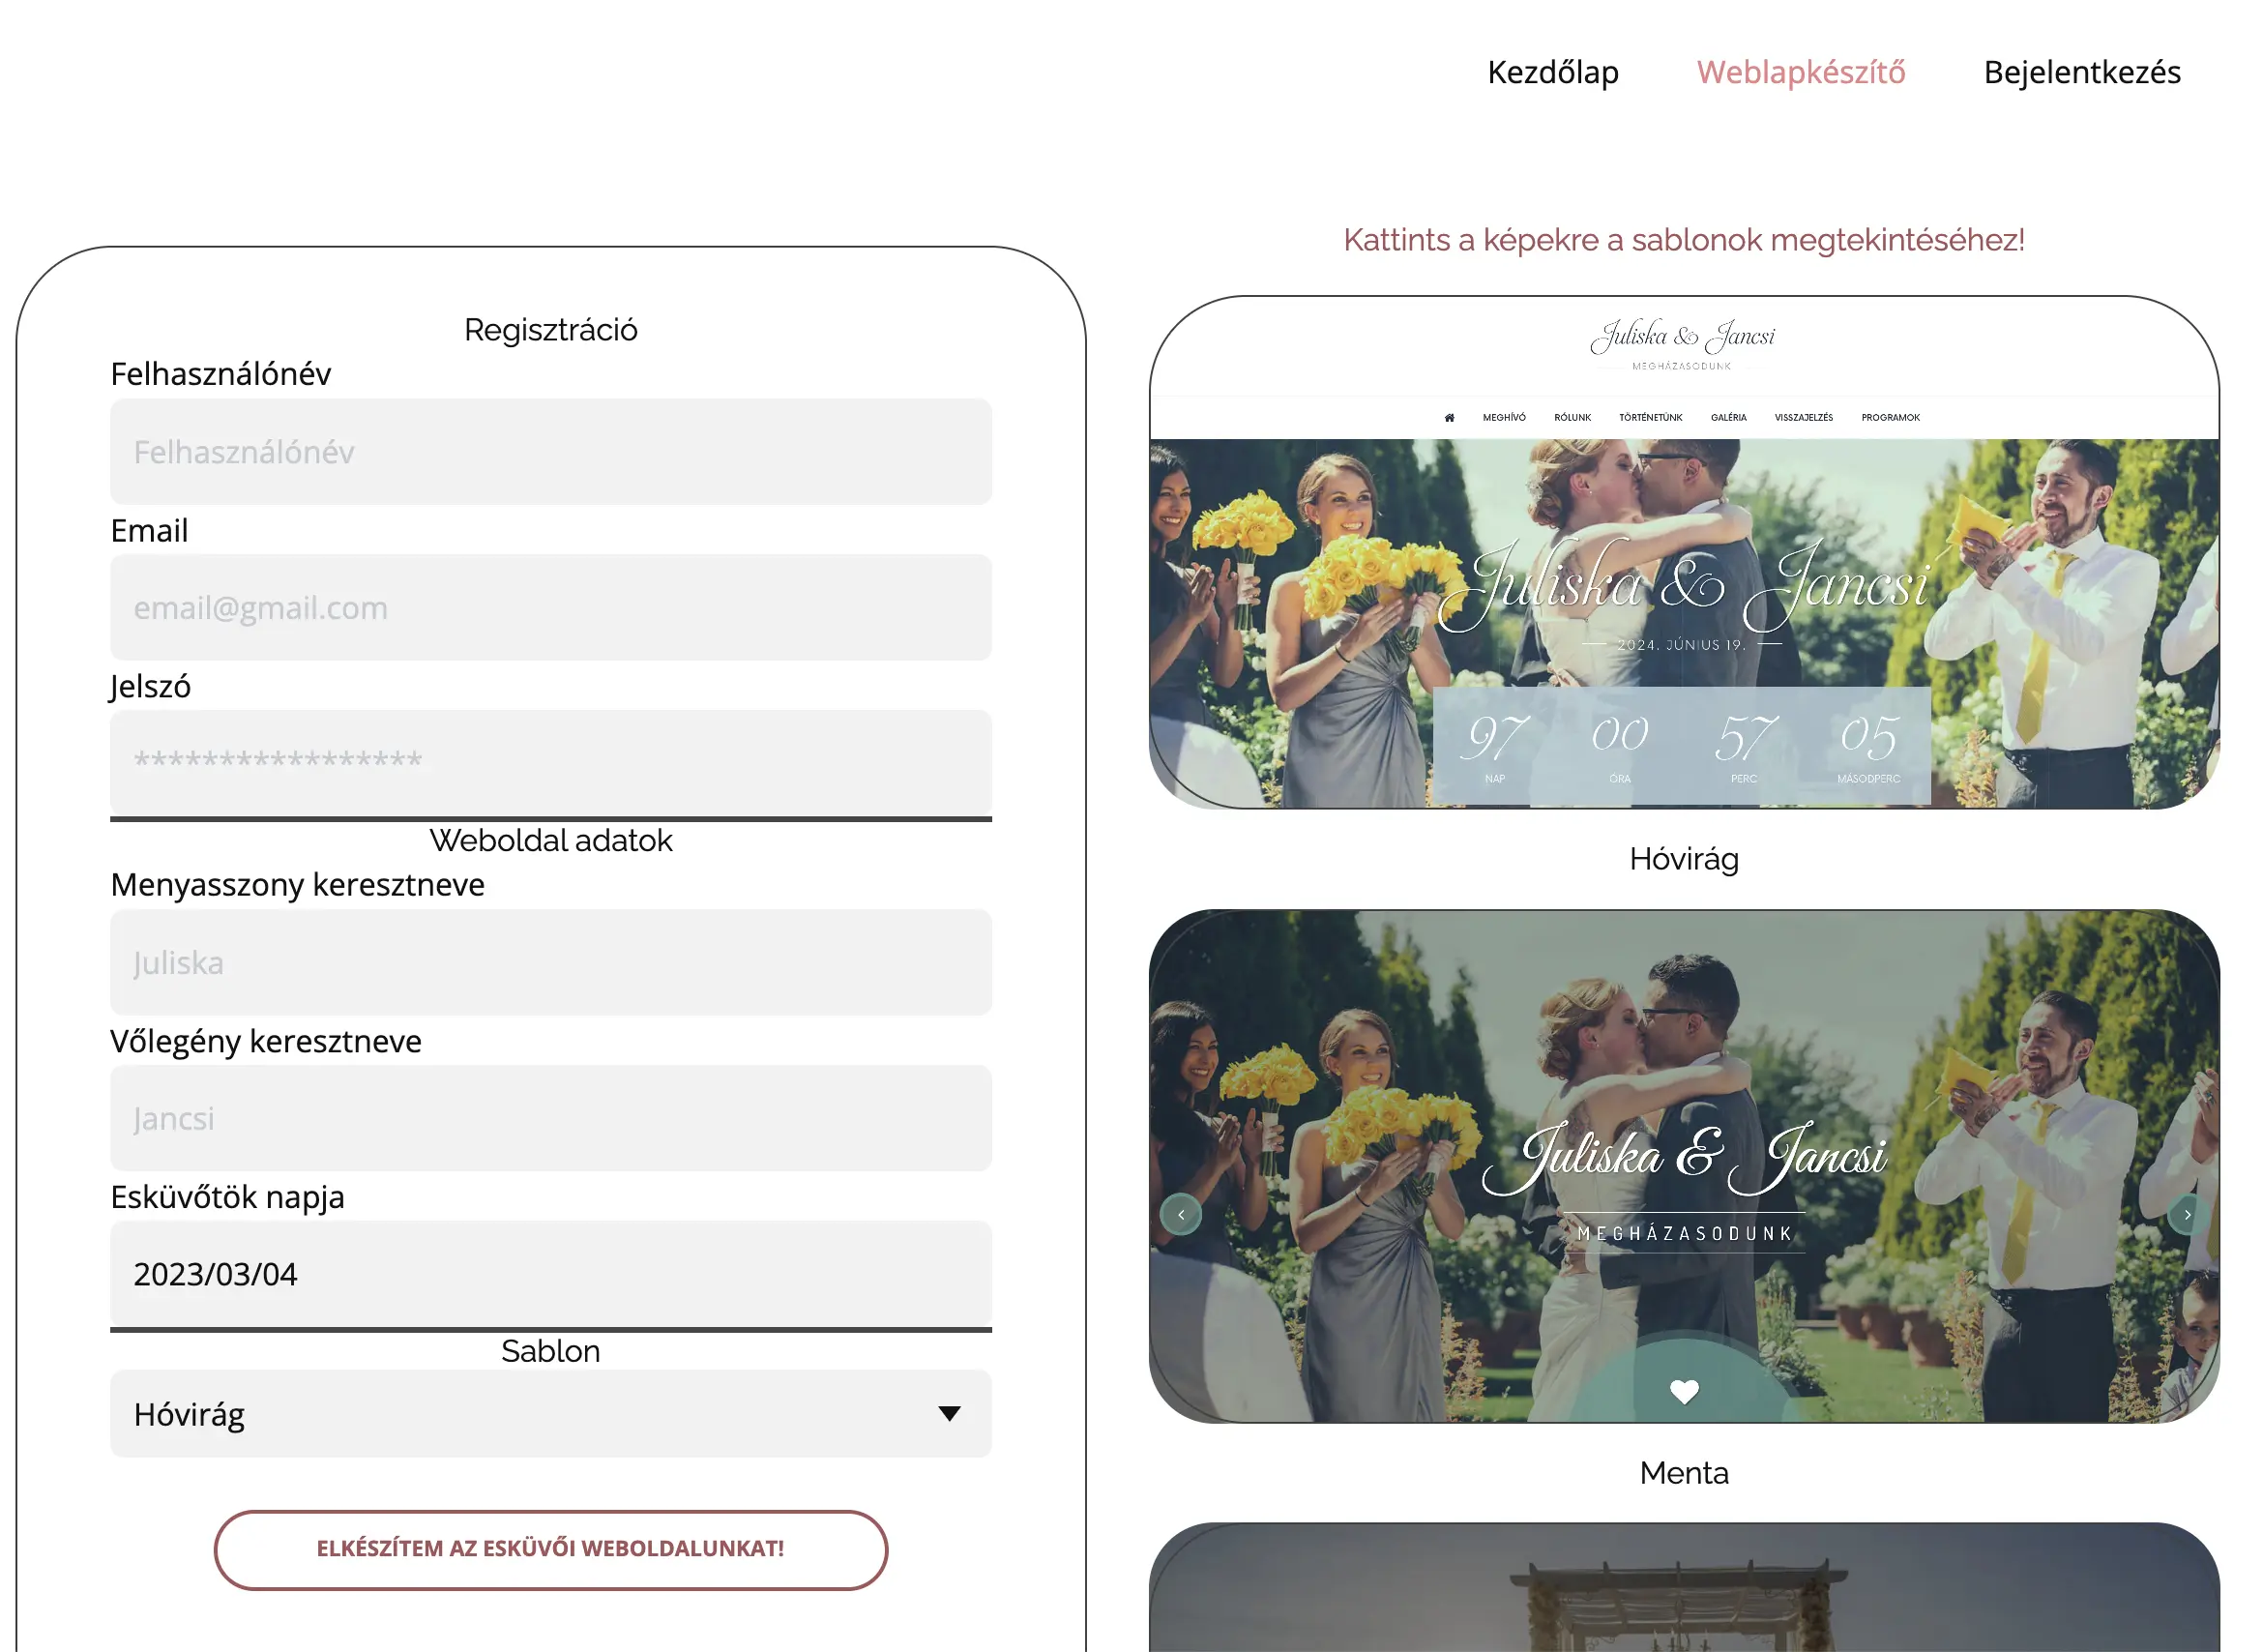 Kezdőlap Weblapkészítő Bejelentkezés
Regisztráció
Felhasználónév
Felhasználónév
Email
email@gmail.com
Jelszó
*****************
Weboldal adatok
Menyasszony keresztneve
Juliska
Vőlegény keresztneve
Jancsi
Esküvőtök napja
2023/03/04
Sablon
Hóvirág
ELKÉSZÍTEM AZ ESKÜVŐI WEBOLDALUNKAT!
Kattints a képekre a sablonok megtekintéséhez!
Juliska & Jancsi
MEGHÁZASODUNK
MEGHÍVÓ RÓLUNK TÖRTÉNETÜNK GALÉRIA VISSZAJELZÉS PROGRAMOK
Juliska & Jancsi
2024. JÚNIUS 19.
97 00 57 05
NAP ÓRA PERC MÁSODPERC
Hóvirág
Juliska & Jancsi
MEGHÁZASODUNK
Menta